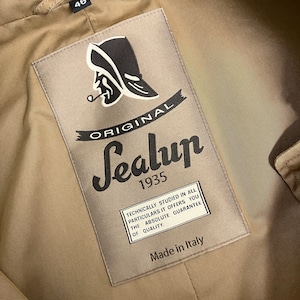 46
ORIGINAL
Sealup
1935
TECHNICALLY STUDIED IN ALL
PARTICULARS IT OFFERS YOU
THE ABSOLUTE GUARANTEE
OF QUALITY
Made in Italy